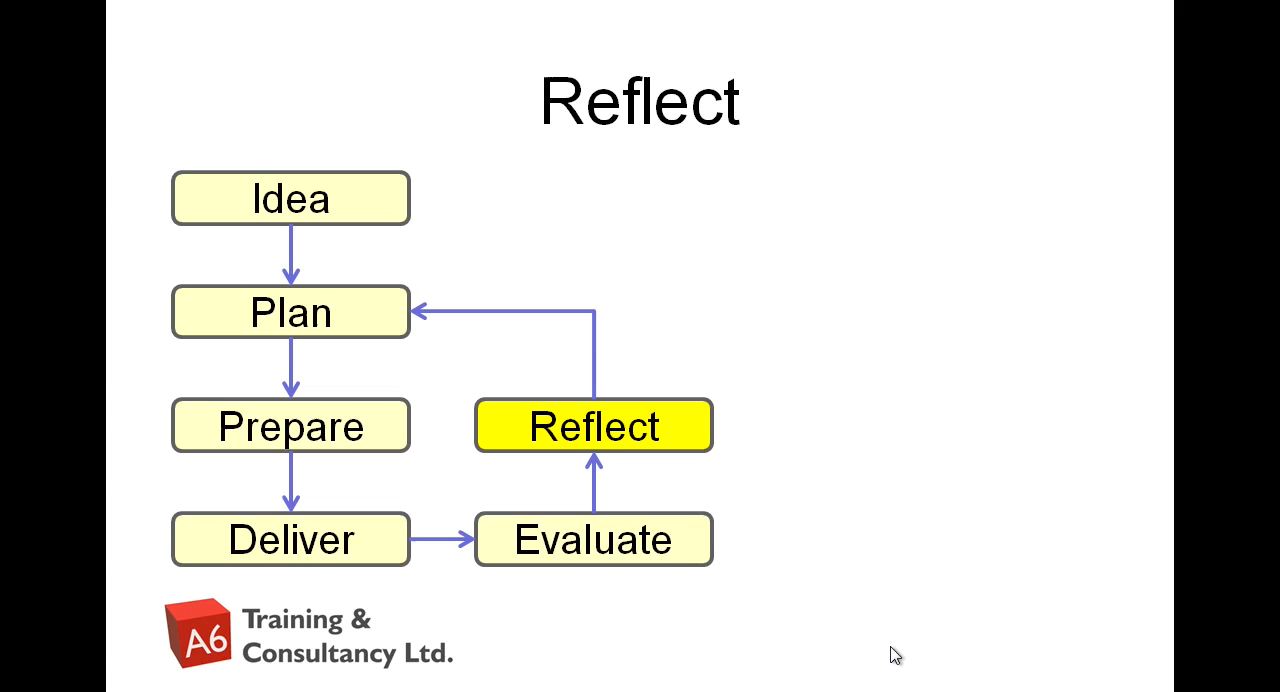 Reflect
Idea
Plan
Prepare
Reflect
Deliver
Evaluate
A6
Training &
Consultancy Ltd.